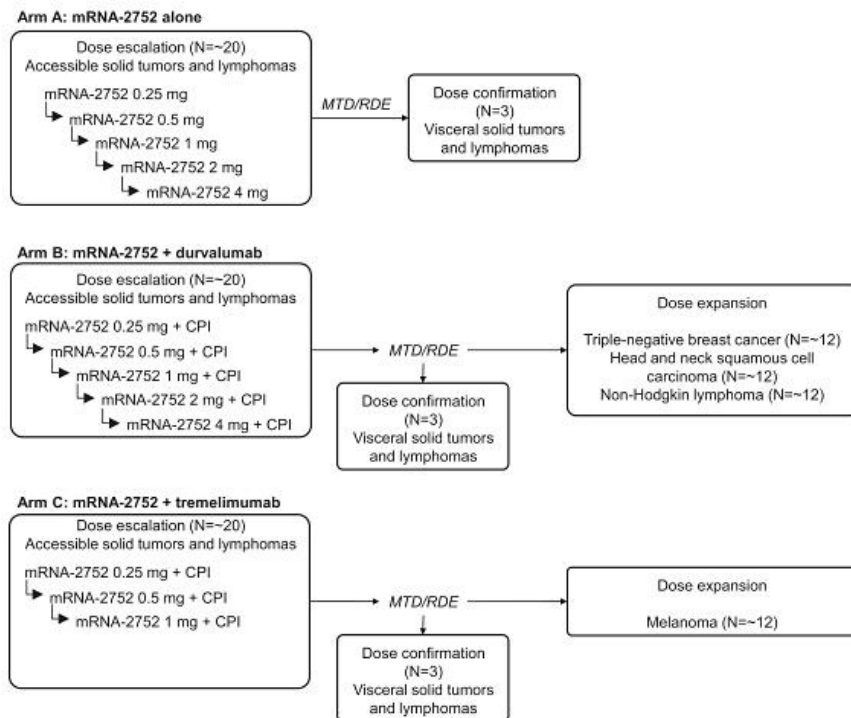 Arm A: mRNA-2752 alone
Dose escalation (N=~20)
Accessible solid tumors and lymphomas
mRNA-2752 0.25 mg
mRNA-2752 0.5 mg
mRNA-2752 1 mg
mRNA-2752 2 mg
mRNA-2752 4 mg
MTD/RDE
Dose confirmation
(N=3)
Visceral solid tumors
and lymphomas
Arm B: mRNA-2752 + durvalumab
Dose escalation (N=~20)
Accessible solid tumors and lymphomas
mRNA-2752 0.25 mg + CPI
mRNA-2752 0.5 mg + CPI
mRNA-2752 1 mg + CPI
mRNA-2752 2 mg + CPI
mRNA-2752 4 mg + CPI
MTD/RDE
Dose confirmation
(N=3)
Visceral solid tumors
and lymphomas
Dose expansion
Triple-negative breast cancer (N=~12)
Head and neck squamous cell
carcinoma (N=~12)
Non-Hodgkin lymphoma (N=~12)
Arm C: mRNA-2752 + tremelimumab
Dose escalation (N=~20)
Accessible solid tumors and lymphomas
mRNA-2752 0.25 mg + CPI
mRNA-2752 0.5 mg + CPI
mRNA-2752 1 mg + CPI
MTD/RDE
Dose confirmation
(N=3)
Visceral solid tumors
and lymphomas
Dose expansion
Melanoma (N=~12)